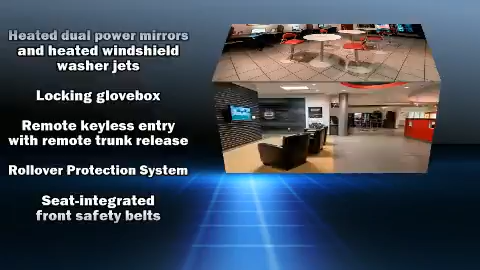 Heated dual power mirrors
and heated windshield
washer jets
Locking glovebox
Remote keyless entry
with remote trunk release
Rollover Protection System
Seat-integrated
front safety belts